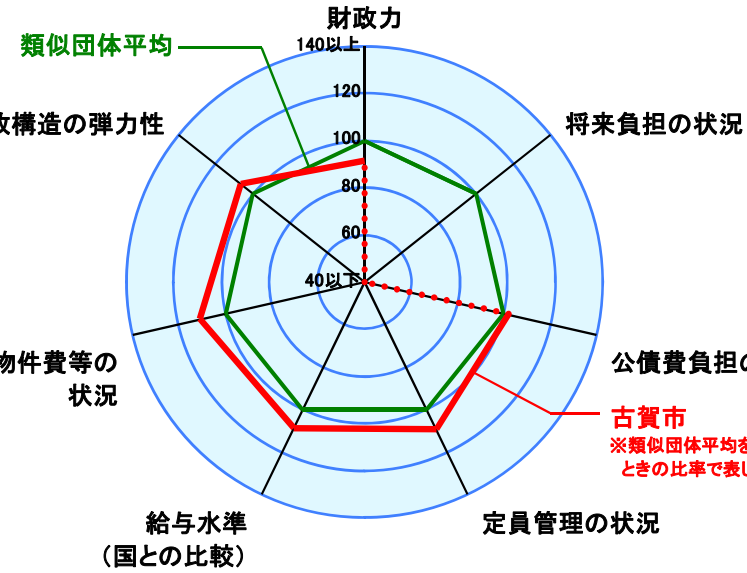 財政力
140以上
類似団体平均
120
政構造の弾力性
将来負担の状況
100
80
60
40以下
物件費等の
状況
公債費負担の
古賀市
※類似団体平均を
ときの比率で表し
給与水準
(国との比較)
定員管理の状況